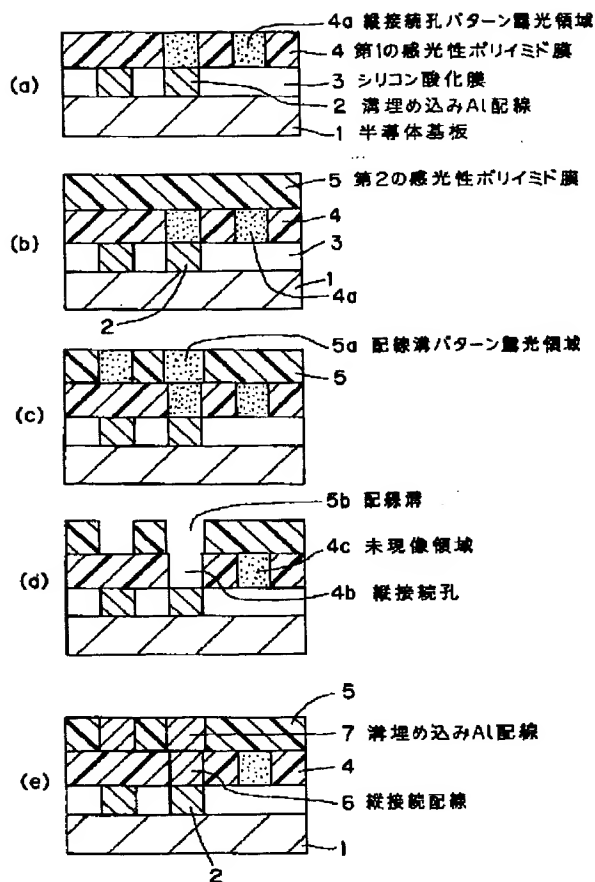 4a 縦接続孔パターン露光領域
4 第1の感光性ポリイミド膜
(a)
3 シリコン酸化膜
2 溝埋め込みAl配線
1 半導体基板
5 第2の感光性ポリイミド膜
(b)
4
3
1
4a
2
5a 配線溝パターン露光領域
5
(c)
5b 配線溝
4c 未現像領域
(d)
4b 縦接続孔
5
7 溝埋め込みAl配線
(e)
4
6 縦接続配線
1
2